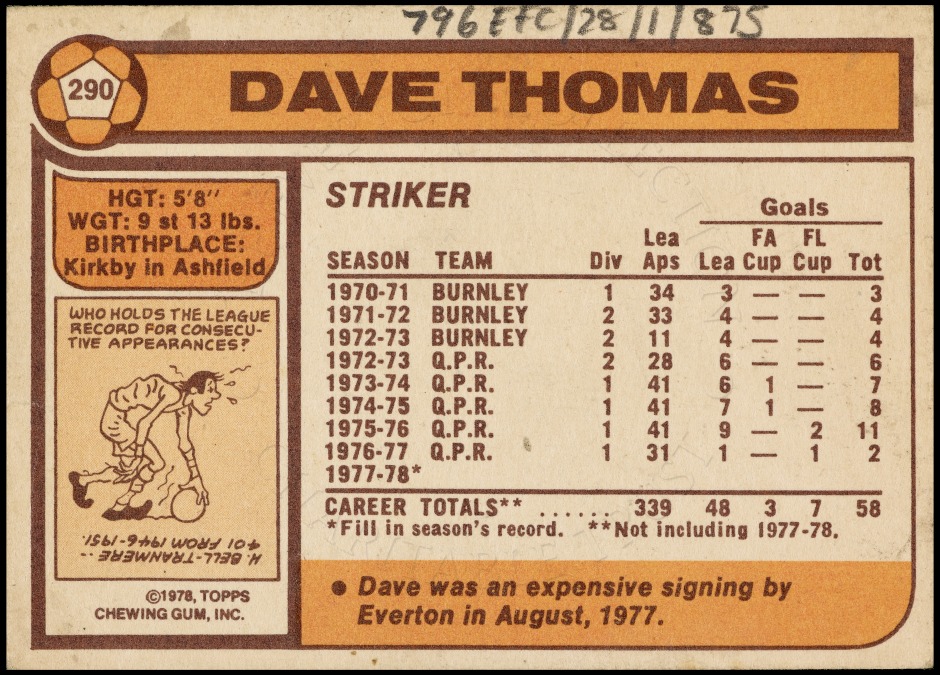 796 EFC/28/1/875
290
DAVE THOMAS
HGT: 5'8''
WGT: 9 st 13 lbs.
BIRTHPLACE:
Kirkby in Ashfield
WHO HOLDS THE LEAGUE
RECORD FOR CONSECU-
TIVE APPEARANCES?
H. BELL-TRANMERE --
401 FROM 1946-1951.
©1978, TOPPS
CHEWING GUM, INC.
STRIKER
Goals
Lea FA FL
SEASON TEAM Div Aps Lea Cup Cup Tot
1970-71 BURNLEY 1 34 3 — — 3
1971-72 BURNLEY 2 33 4 — — 4
1972-73 BURNLEY 2 11 4 — — 4
1972-73 Q.P.R. 2 28 6 — — 6
1973-74 Q.P.R. 1 41 6 1 — 7
1974-75 Q.P.R. 1 41 7 1 — 8
1975-76 Q.P.R. 1 41 9 — 2 11
1976-77 Q.P.R. 1 31 1 — 1 2
1977-78*
CAREER TOTALS** ...... 339 48 3 7 58
*Fill in season's record. **Not including 1977-78.
● Dave was an expensive signing by
Everton in August, 1977.